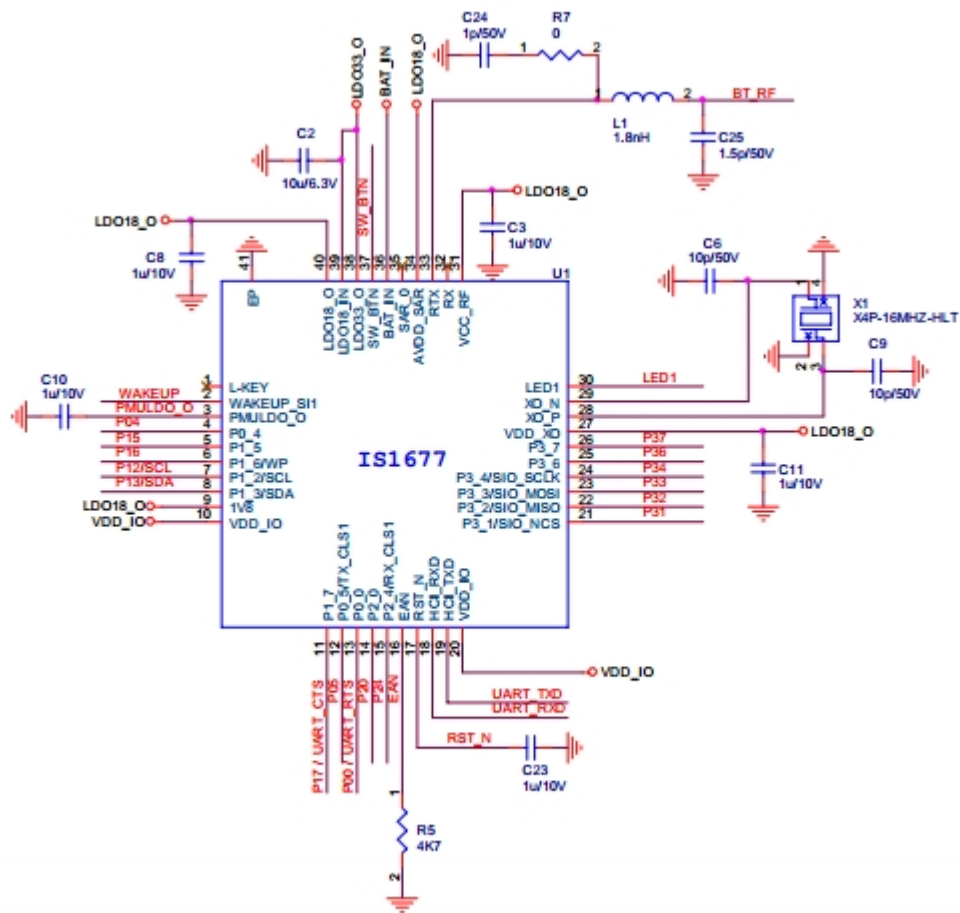 C24
1p/50V
R7
0
1
2
LDO33_O
BAT_IN
LDO18_O
1
2
BT_RF
L1
1.8nH
C25
1.5p/50V
C2
10u/6.3V
SW_BTN
LDO18_O
C8
1u/10V
LDO18_O
C3
1u/10V
C6
10p/50V
1
4
X1
X4P-16MHZ-HLT
2
3
C9
10p/50V
U1
41
40
39
38
37
36
35
34
33
32
31
EP
LDO18_O
LDO18_IN
LDO33_O
SW_BTN
BAT_IN
SAR_0
AVDD_SAR
RTX
RX
VCC_RF
C10
1u/10V
1
L-KEY
WAKEUP
2
WAKEUP_SI1
PMULDO_O
3
PMULDO_O
P04
4
P0_4
P15
5
P1_5
P16
6
P1_6/WP
P12/SCL
7
P1_2/SCL
P13/SDA
8
P1_3/SDA
LDO18_O
9
1V8
VDD_IO
10
VDD_IO
IS1677
LED1
30
LED1
XO_N
29
XO_P
28
VDD_XO
27
LDO18_O
P3_7
26
P37
P3_6
25
P36
P3_4/SIO_SCLK
24
P34
P3_3/SIO_MOSI
23
P33
P3_2/SIO_MISO
22
P32
P3_1/SIO_NCS
21
P31
C11
1u/10V
P1_7
P0_5/TX_CLS1
P0_0
P2_0
P2_4/RX_CLS1
EAN
RST_N
HCI_RXD
HCI_TXD
VDD_IO
11
12
13
14
15
16
17
18
19
20
P17 / UART_CTS
P05
P00 / UART_RTS
P20
P24
EAN
VDD_IO
UART_TXD
UART_RXD
RST_N
C23
1u/10V
1
R5
4K7
2